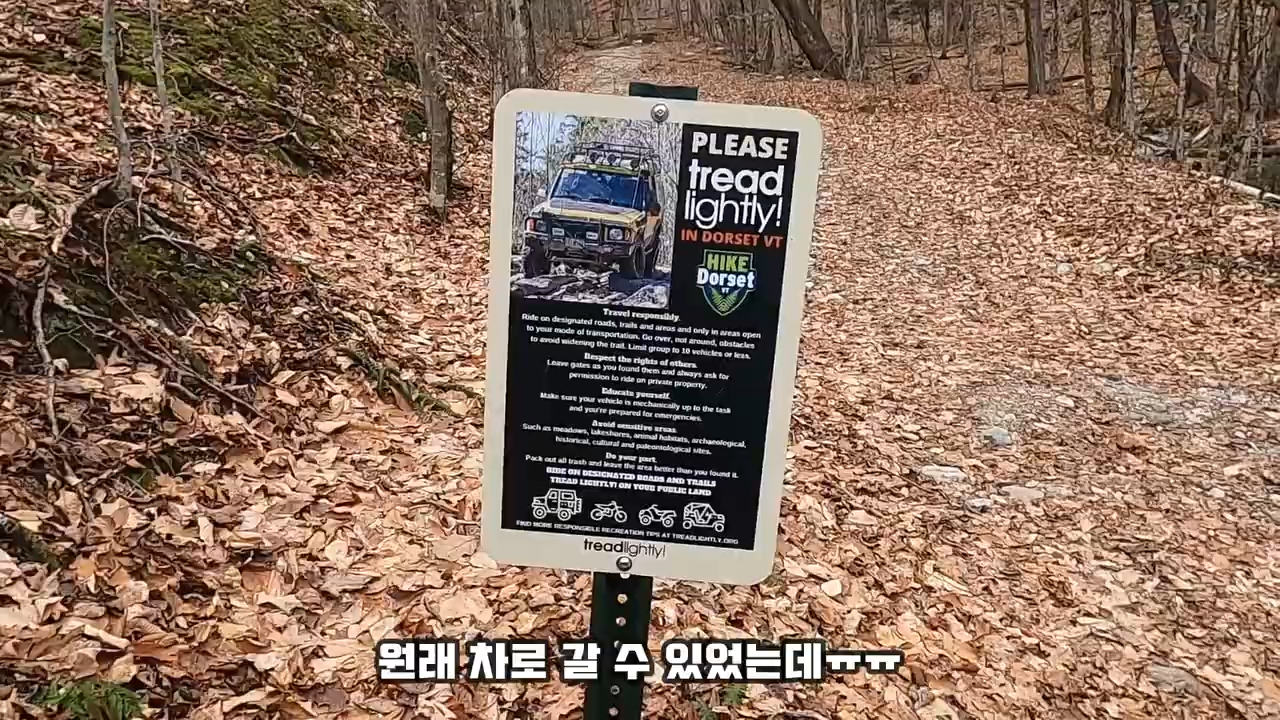 PLEASE
tread
lightly!
IN DORSET VT
HIKE
Dorset
VT
Travel responsibly.
Ride on designated roads, trails and areas and only in areas open
to your mode of transportation. Go over, not around, obstacles
to avoid widening the trail. Limit group to 10 vehicles or less.
Respect the rights of others.
Leave gates as you found them and always ask for
permission to ride on private property.
Educate yourself.
Make sure your vehicle is mechanically up to the task
and you're prepared for emergencies.
Avoid sensitive areas
Such as meadows, lakeshores, animal habitats, archaeological,
historical, cultural and paleontological sites.
Do your part.
Pack out all trash and leave the area better than you found it.
RIDE ON DESIGNATED ROADS AND TRAILS
TREAD LIGHTLY! ON YOUR PUBLIC LAND
FIND MORE RESPONSIBLE RECREATION TIPS AT TREADLIGHTLY.ORG
treadlightly!
원래 차로 갈 수 있었는데ㅠㅠ